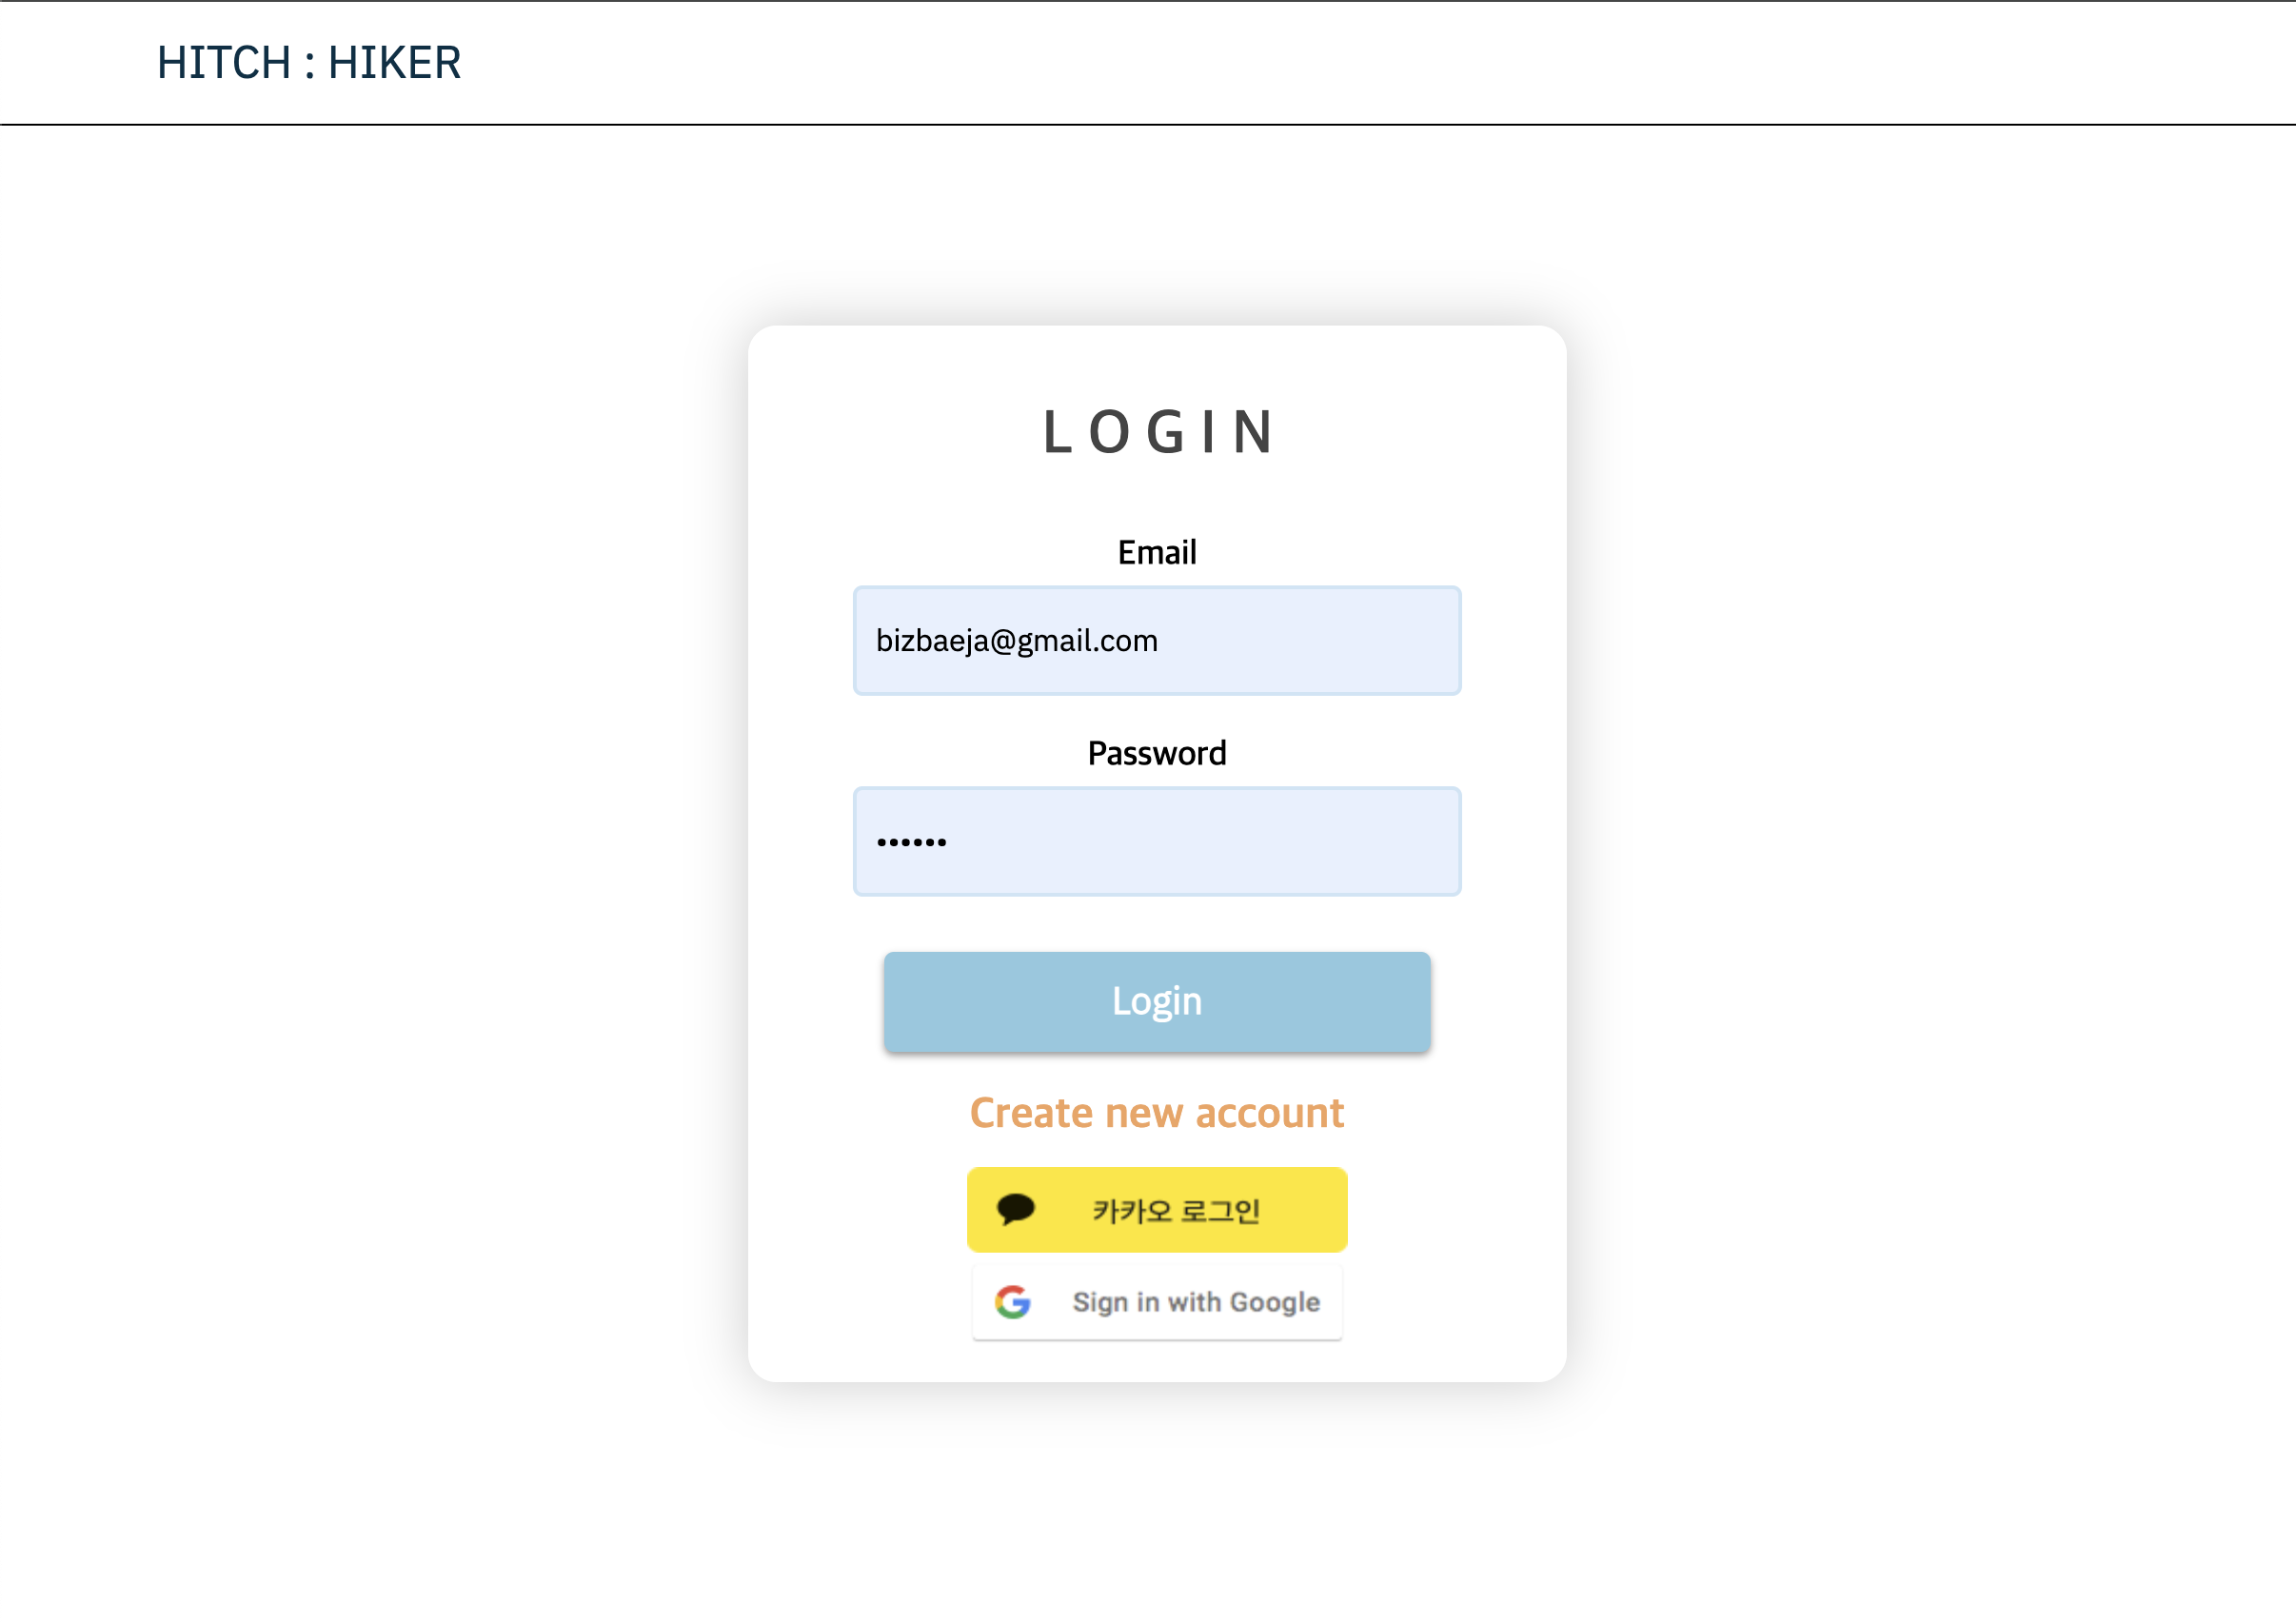 HITCH : HIKER
LOGIN
Email
bizbaeja@gmail.com
Password
••••••
Login
Create new account
카카오 로그인
Sign in with Google